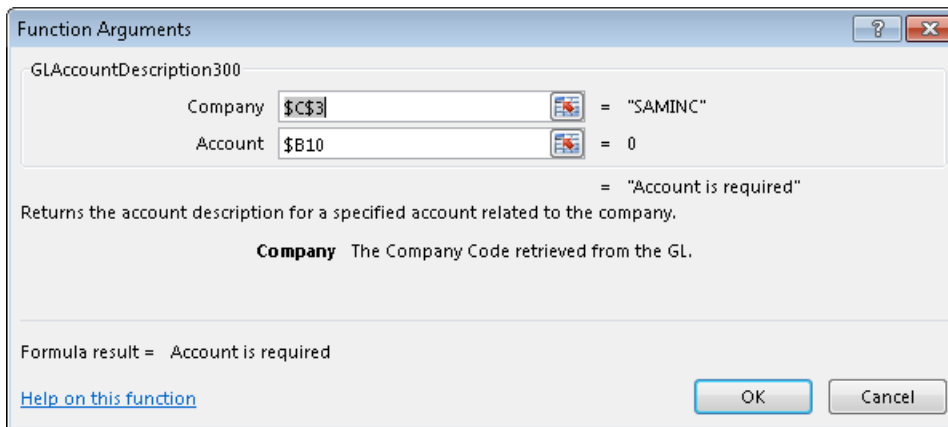 Function Arguments
GLAccountDescription300
Company $C$3 = "SAMINC"
Account $B10 = 0
= "Account is required"
Returns the account description for a specified account related to the company.
Company The Company Code retrieved from the GL.
Formula result = Account is required
Help on this function OK Cancel